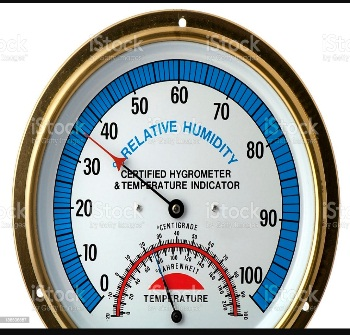 60
50
70
40
80
30
90
20
10
100
0
% RELATIVE HUMIDITY
CERTIFIED HYGROMETER
& TEMPERATURE INDICATOR
°CENTIGRADE
°FAHRENHEIT
TEMPERATURE
iStock